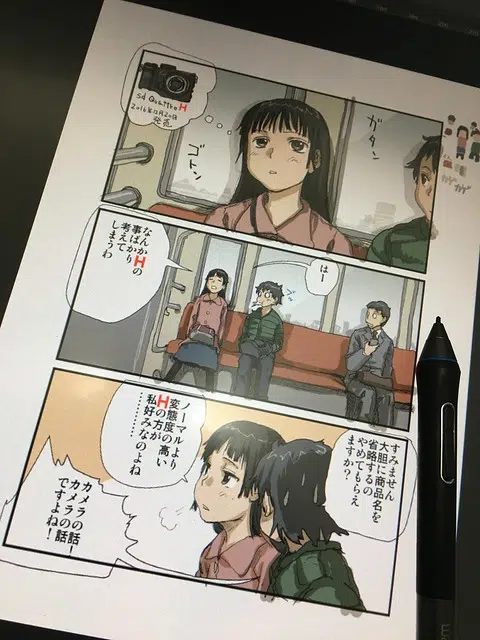 sd Quattro H
2016年12月20日
発売
ガタン
ゴトン
はー
なんかHの
事ばかり
考えて
しまうわ
すみません
大胆に商品名を
省略するの
やめてもらえ
ますか?
ノーマルより
変態度の高い
Hの方が
私好みなのよね
…………
カメラの話!
カメラの話
ですよね!